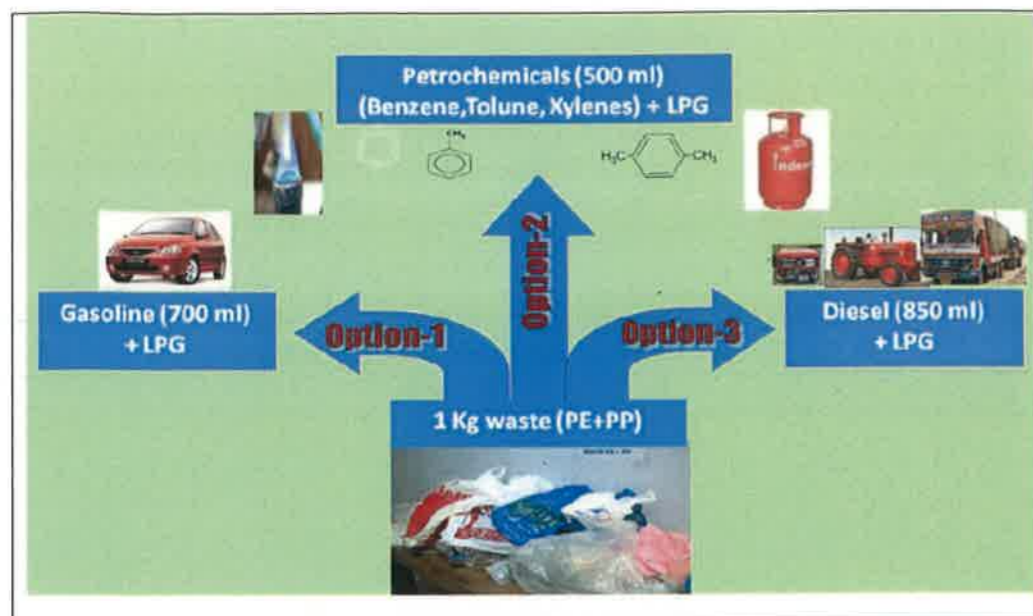 Petrochemicals (500 ml)
(Benzene,Tolune, Xylenes) + LPG
CH₃
H₃C
CH₃
Indane
Option-2
Gasoline (700 ml)
+ LPG
Option-1
Option-3
Diesel (850 ml)
+ LPG
1 Kg waste (PE+PP)